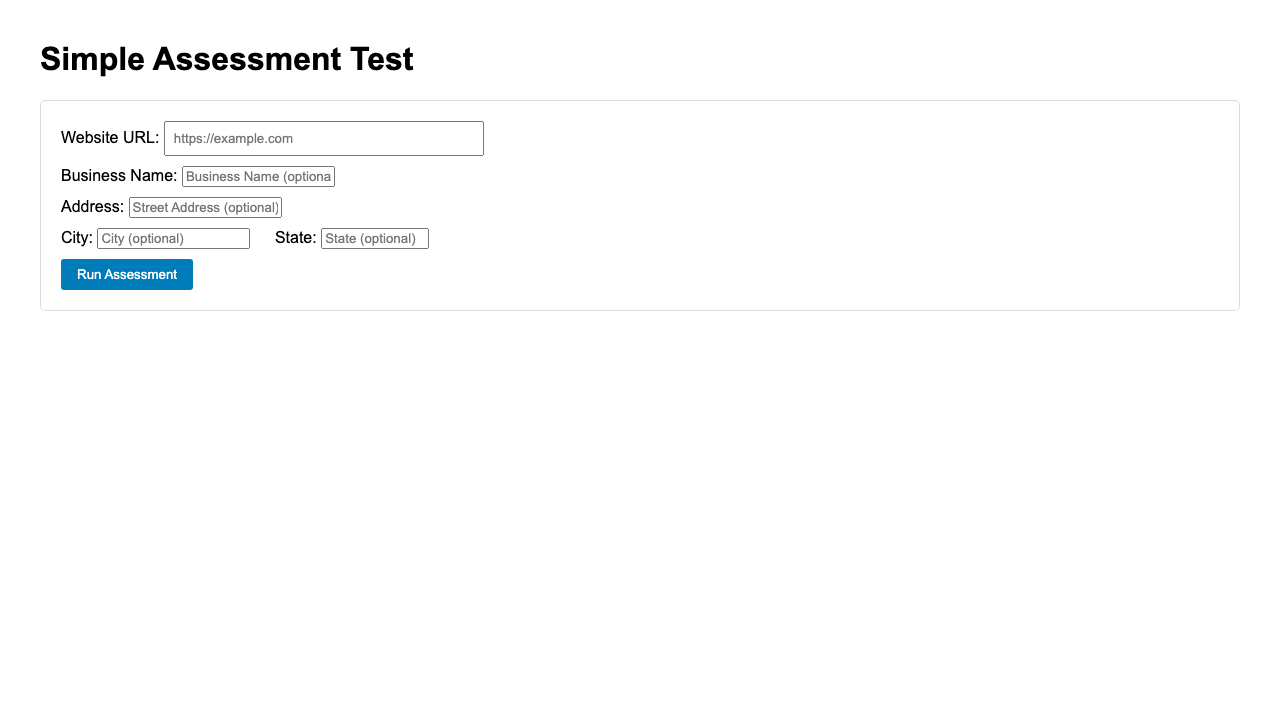 Simple Assessment Test
Website URL: https://example.com
Business Name: Business Name (optiona
Address: Street Address (optional)
City: City (optional) State: State (optional)
Run Assessment